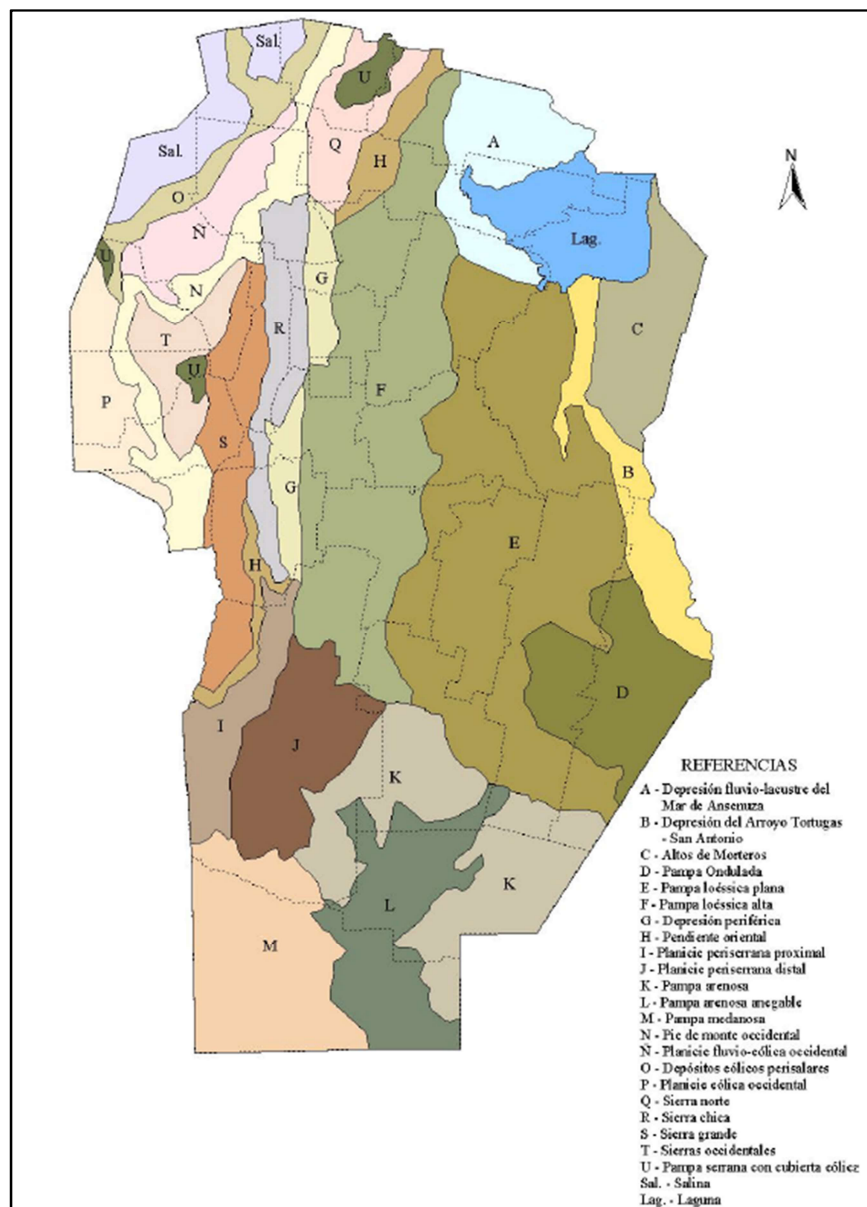 Sal.
U
N
Q
A
Sal.
H
O
Ñ
Lag.
U
N
G
C
R
T
U
F
P
S
B
G
E
H
D
I
J
K
K
L
M
REFERENCIAS
A - Depresión fluvio-lacustre del
Mar de Ansenuza
B - Depresión del Arroyo Tortugas
- San Antonio
C - Altos de Morteros
D - Pampa Ondulada
E - Pampa loéssica plana
F - Pampa loéssica alta
G - Depresión periférica
H - Pendiente oriental
I - Planicie periserrana proximal
J - Planicie periserrana distal
K - Pampa arenosa
L - Pampa arenosa anegable
M - Pampa medanosa
N - Pie de monte occidental
Ñ - Planicie fluvio-eólica occidental
O - Depósitos eólicos perisalares
P - Planicie eólica occidental
Q - Sierra norte
R - Sierra chica
S - Sierra grande
T - Sierras occidentales
U - Pampa serrana con cubierta eólica
Sal. - Salina
Lag. - Laguna